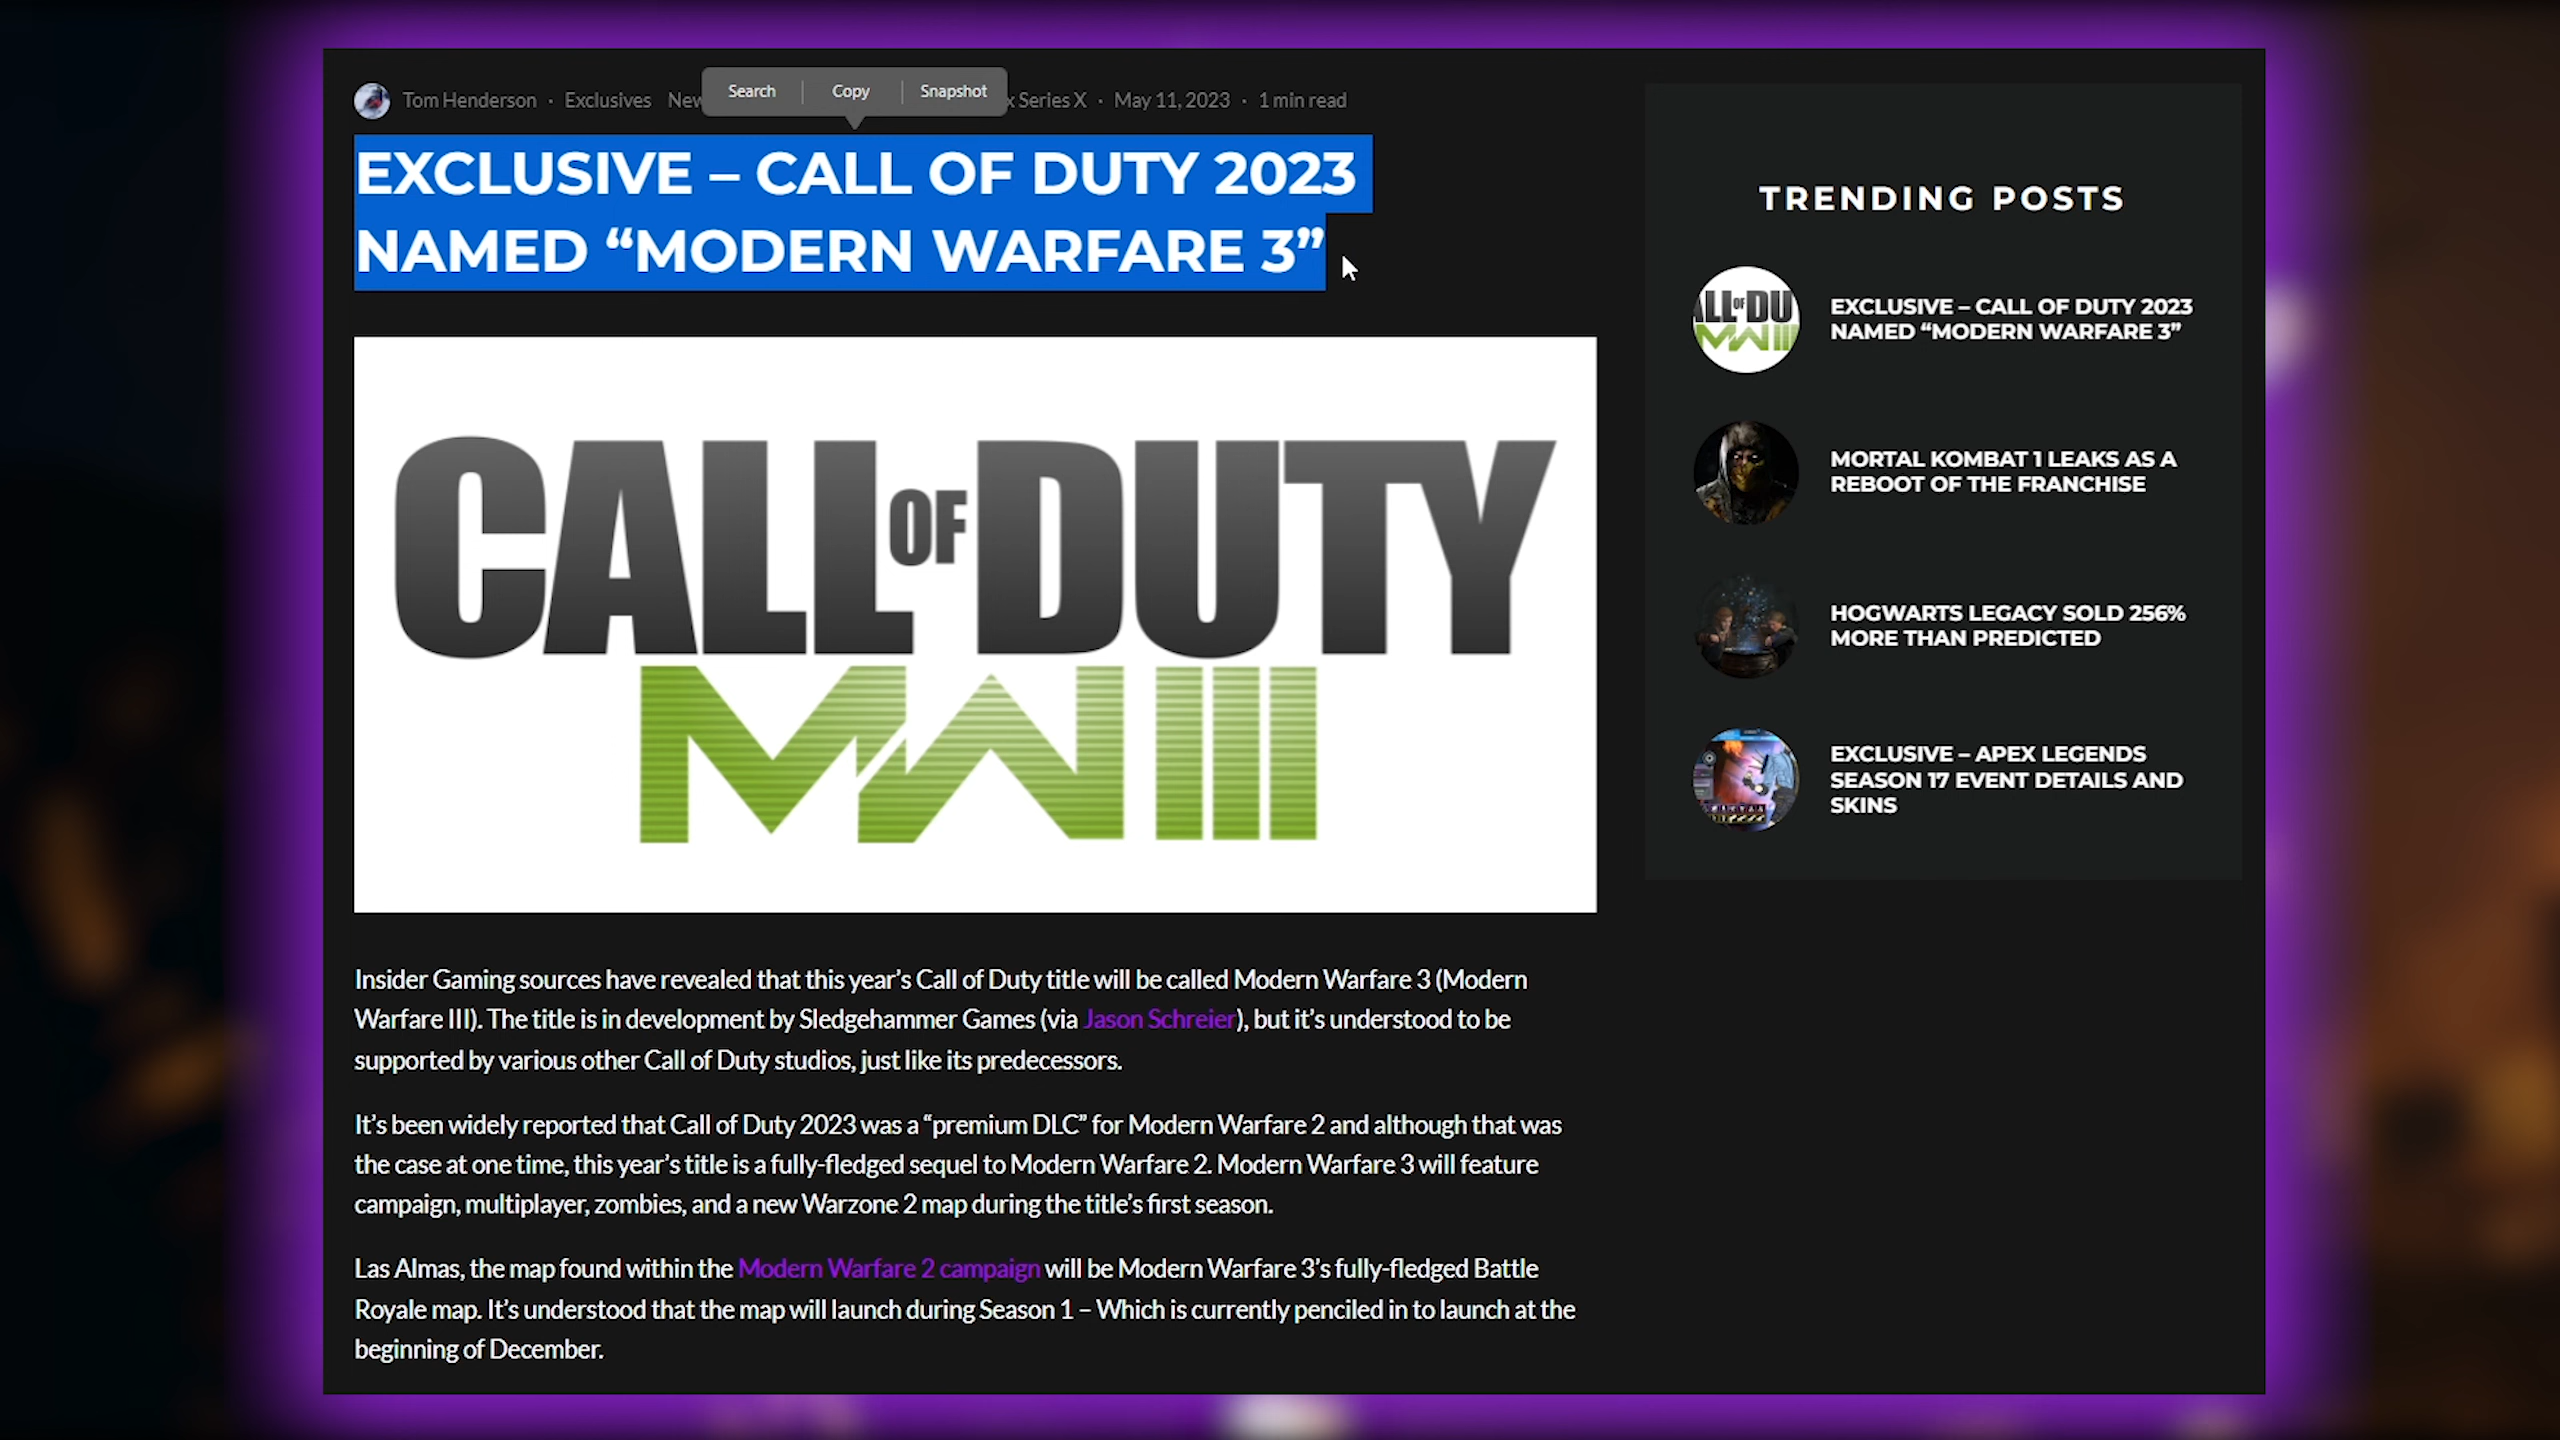 Tom Henderson · Exclusives
Search Copy Snapshot
Series X · May 11, 2023 · 1 min read
EXCLUSIVE – CALL OF DUTY 2023
NAMED “MODERN WARFARE 3”
CALL OF DUTY
MW III
Insider Gaming sources have revealed that this year’s Call of Duty title will be called Modern Warfare 3 (Modern
Warfare III). The title is in development by Sledgehammer Games (via Jason Schreier), but it’s understood to be
supported by various other Call of Duty studios, just like its predecessors.
It’s been widely reported that Call of Duty 2023 was a “premium DLC” for Modern Warfare 2 and although that was
the case at one time, this year’s title is a fully-fledged sequel to Modern Warfare 2. Modern Warfare 3 will feature
campaign, multiplayer, zombies, and a new Warzone 2 map during the title’s first season.
Las Almas, the map found within the Modern Warfare 2 campaign will be Modern Warfare 3’s fully-fledged Battle
Royale map. It’s understood that the map will launch during Season 1 – Which is currently penciled in to launch at the
beginning of December.
TRENDING POSTS
ALL OF DU
MW III
EXCLUSIVE – CALL OF DUTY 2023
NAMED “MODERN WARFARE 3”
MORTAL KOMBAT 1 LEAKS AS A
REBOOT OF THE FRANCHISE
HOGWARTS LEGACY SOLD 256%
MORE THAN PREDICTED
EXCLUSIVE – APEX LEGENDS
SEASON 17 EVENT DETAILS AND
SKINS